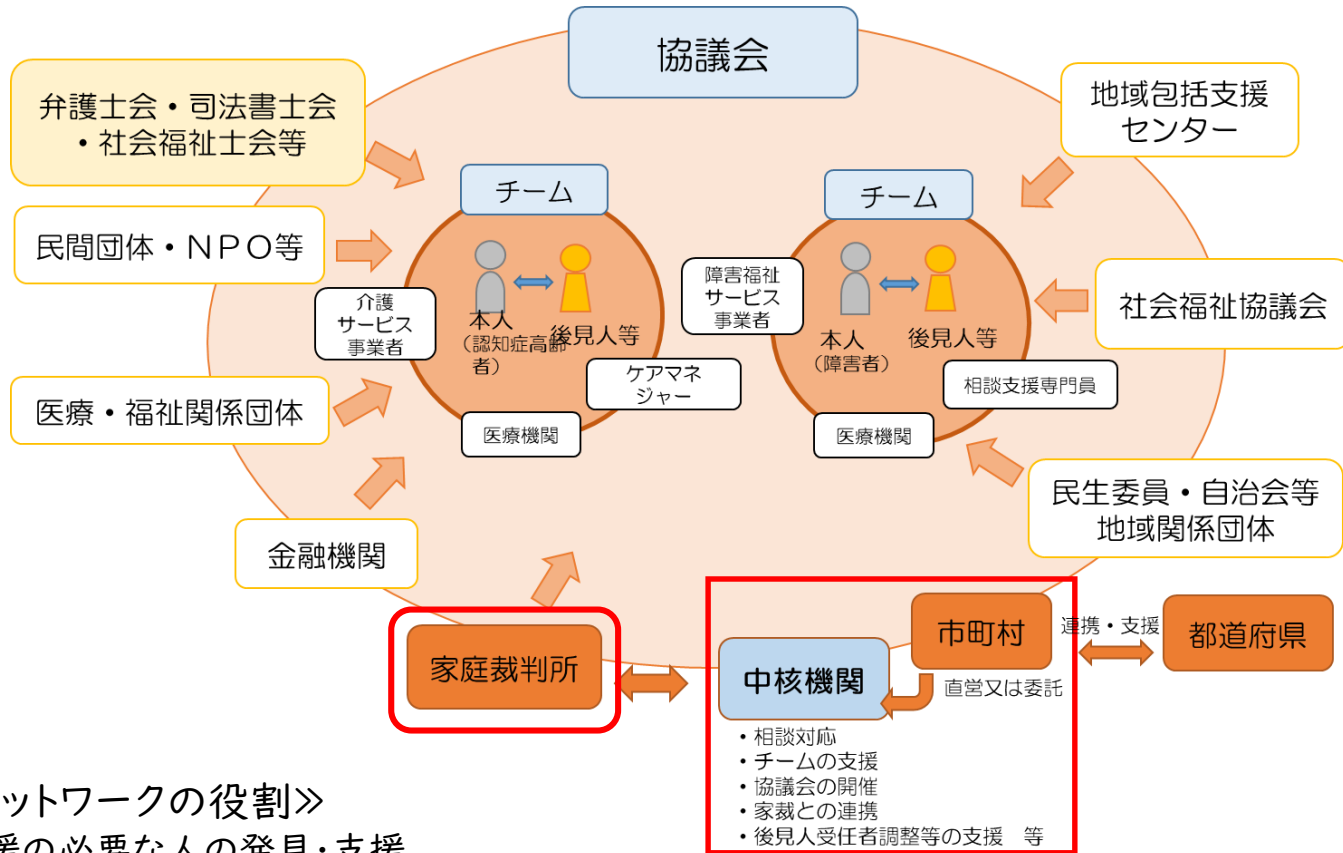 協議会
弁護士会・司法書士会
・社会福祉士会等
地域包括支援
センター
チーム
チーム
民間団体・NPO等
障害福祉
サービス
事業者
介護
サービス
事業者
本人
(認知症高齢
者)
後見人等
本人
(障害者)
後見人等
社会福祉協議会
ケアマネ
ジャー
相談支援専門員
医療・福祉関係団体
医療機関
医療機関
民生委員・自治会等
地域関係団体
金融機関
家庭裁判所
市町村
連携・支援
都道府県
中核機関
直営又は委託
・相談対応
・チームの支援
・協議会の開催
・家裁との連携
・後見人受任者調整等の支援 等
ットワークの役割≫
の必要な人の発見・支援